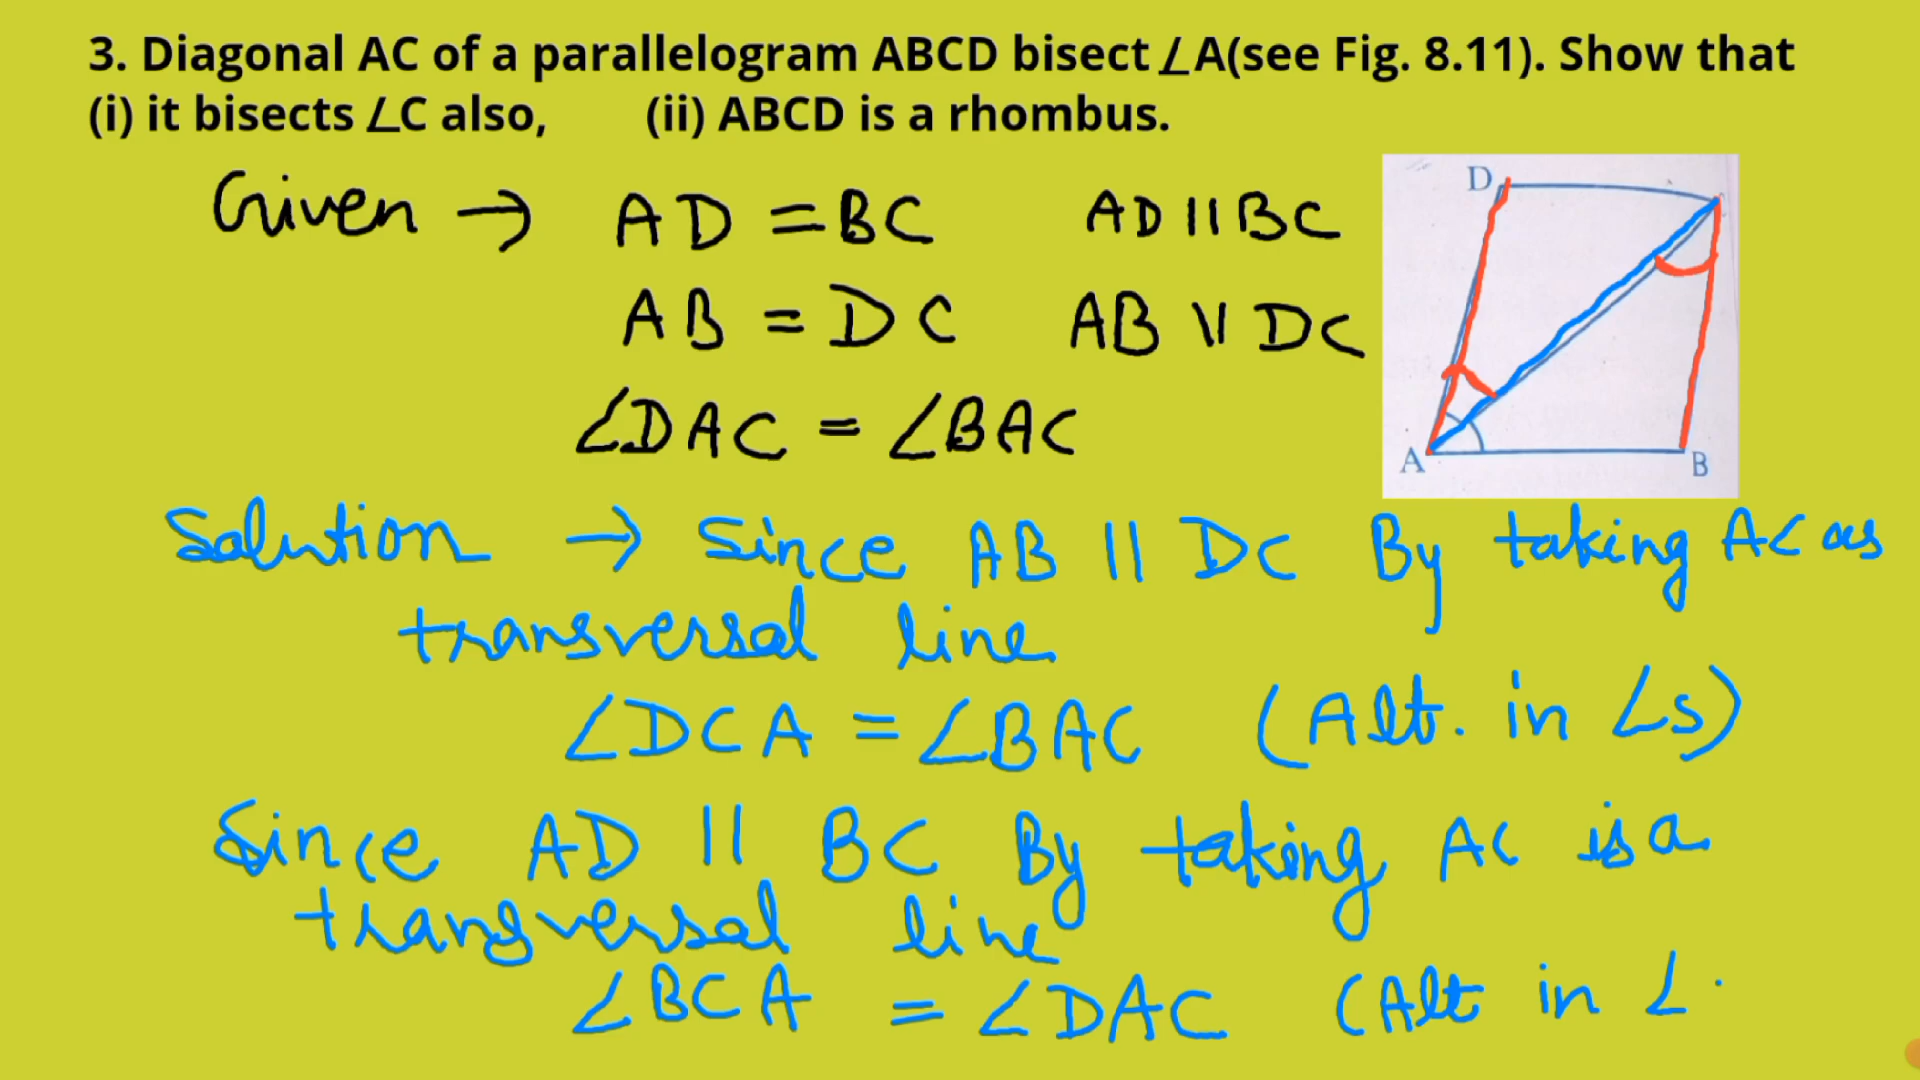 3. Diagonal AC of a parallelogram ABCD bisect ∠A(see Fig. 8.11). Show that
(i) it bisects ∠C also, (ii) ABCD is a rhombus.
Given → AD = BC AD || BC
AB = DC AB || DC
∠DAC = ∠BAC
D
A
B
Solution → Since AB || DC By taking AC as
transversal line
∠DCA = ∠BAC (Alt. in ∠s)
Since AD || BC By taking AC is a
transversal line
∠BCA = ∠DAC (Alt in ∠.